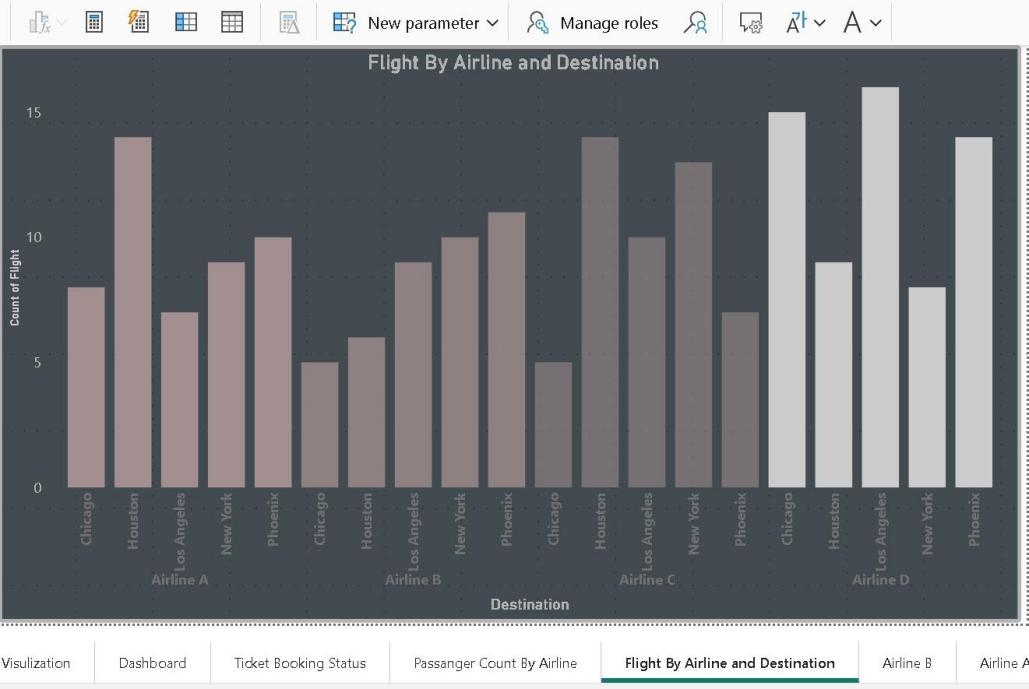 New parameter
Manage roles
Flight By Airline and Destination
15
10
5
0
Count of Flight
Chicago
Houston
Los Angeles
New York
Phoenix
Chicago
Houston
Los Angeles
New York
Phoenix
Chicago
Houston
Los Angeles
New York
Phoenix
Chicago
Houston
Los Angeles
New York
Phoenix
Airline A
Airline B
Airline C
Airline D
Destination
Visulization
Dashboard
Ticket Booking Status
Passanger Count By Airline
Flight By Airline and Destination
Airline B
Airline A